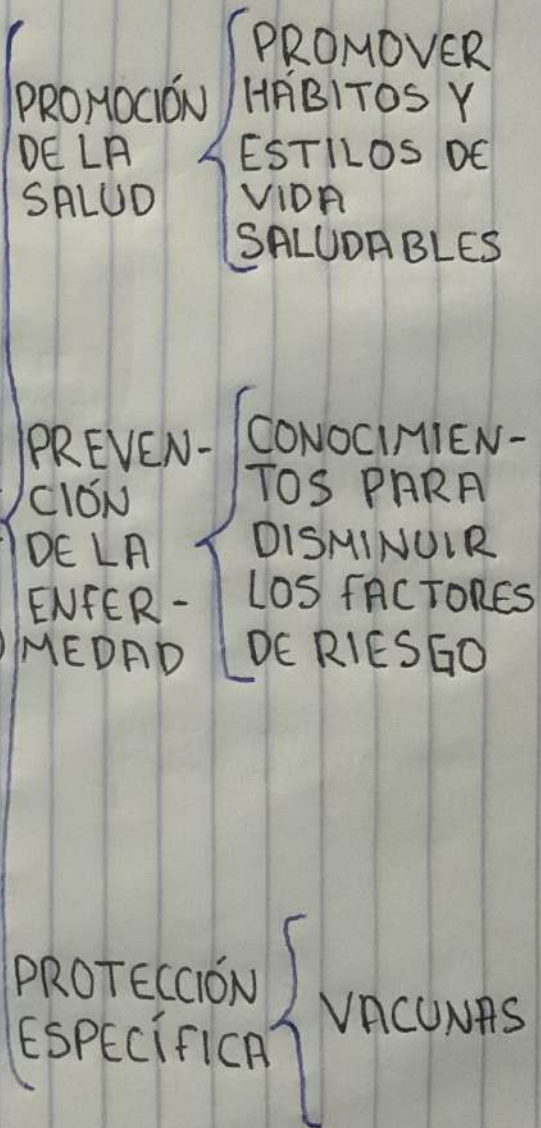 PROMOCIÓN
DE LA
SALUD
PROMOVER
HÁBITOS Y
ESTILOS DE
VIDA
SALUDABLES
PREVEN-
CIÓN
DE LA
ENFER-
MEDAD
CONOCIMIEN-
TOS PARA
DISMINUIR
LOS FACTORES
DE RIESGO
PROTECCIÓN
ESPECÍFICA
VACUNAS